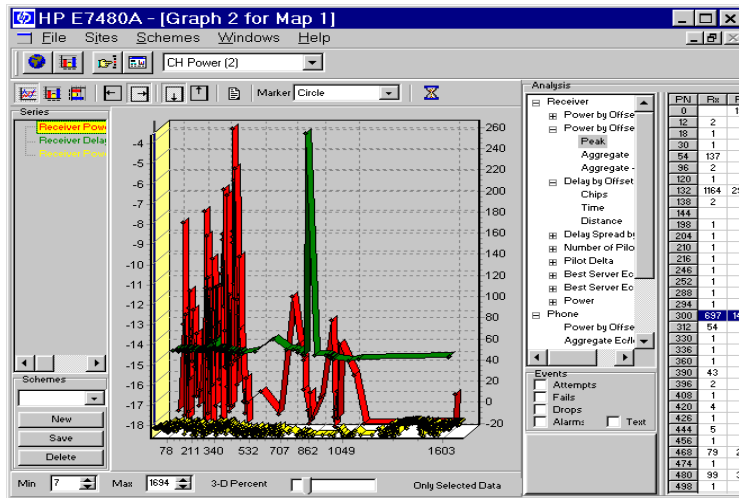 HP E7480A - [Graph 2 for Map 1]
File Sites Schemes Windows Help
CH Power (2)
Marker Circle
Series
Receiver Pow
Receiver Delay
Receiver Pow
-4
-5
-6
-7
-8
-9
-10
-11
-12
-13
-14
-15
-16
-17
-18
260
240
220
200
180
160
140
120
100
80
60
40
20
0
-20
78 211 340 532 707 862 1049 1603
Schemes
New
Save
Delete
Min 7 Max 1694 3-D Percent Only Selected Data
Analysis
Receiver
Power by Offse
Power by Offse
Peak
Aggregate
Aggregate -
Delay by Offset
Chips
Time
Distance
Delay Spread by
Number of Pilo
Pilot Delta
Best Server Ec
Best Server Ec
Power
Phone
Power by Offse
Aggregate Ec/I
Events
Attempts
Fails
Drops
Alarms Text
PN Rx
0 1
12 2
18 1
30 1
54 137
96 2
120 1
132 1164
138 2
144
198 1
204 1
210 1
216 1
246 1
252 1
288 1
294 1
300 697 14
312 54
330 1
336 1
360 1
390 43
396 2
408 1
420 4
426 1
444 5
456 1
468 79
474 1
480 99
498 1